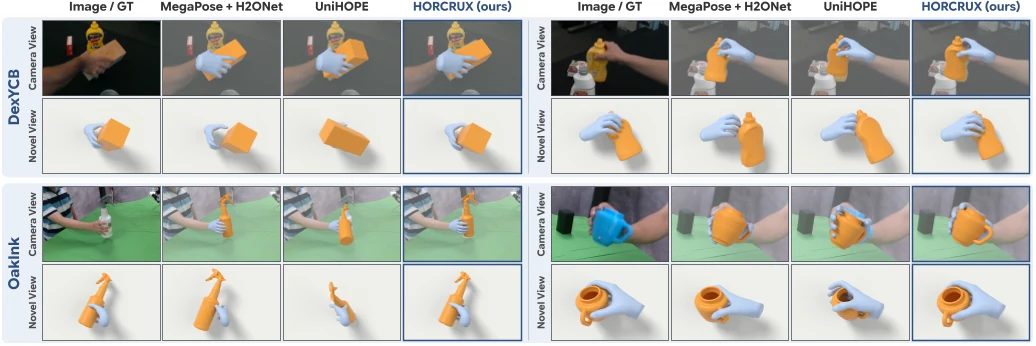 Image / GT MegaPose + H2ONet UniHOPE HORCRUX (ours) Image / GT MegaPose + H2ONet UniHOPE HORCRUX (ours)
DexYCB
Camera View
Camera View
Novel View
Novel View
OakInk
Camera View
Camera View
Novel View
Novel View